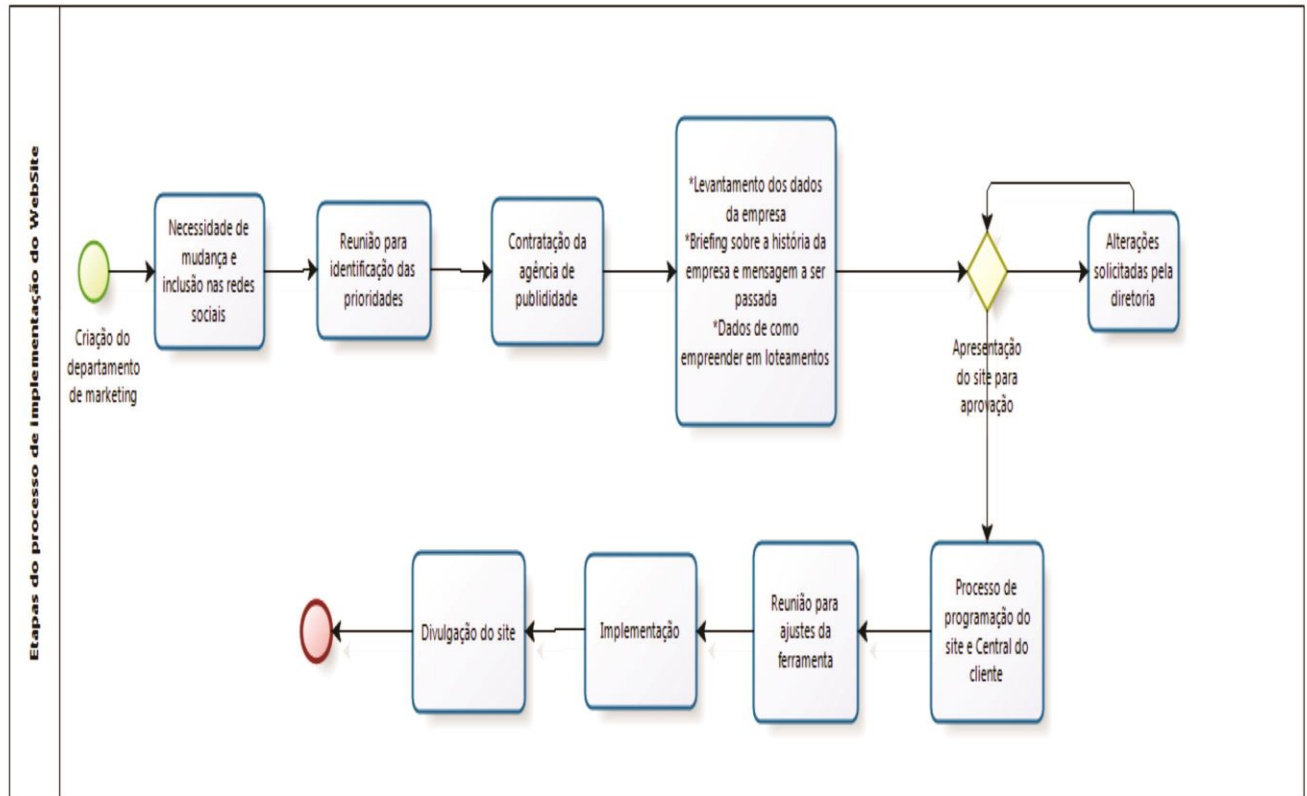 Etapas do processo de implementação do WebSite
Criação do
departamento
de marketing
Necessidade de
mudança e
inclusão nas redes
sociais
Reunião para
identificação das
prioridades
Contratação da
agência de
publididade
*Levantamento dos dados
da empresa
*Briefing sobre a história da
empresa e mensagem a ser
passada
*Dados de como
empreender em loteamentos
Apresentação
do site para
aprovação
Alterações
solicitadas pela
diretoria
Processo de
programação do
site e Central do
cliente
Reunião para
ajustes da
ferramenta
Implementação
Divulgação do site